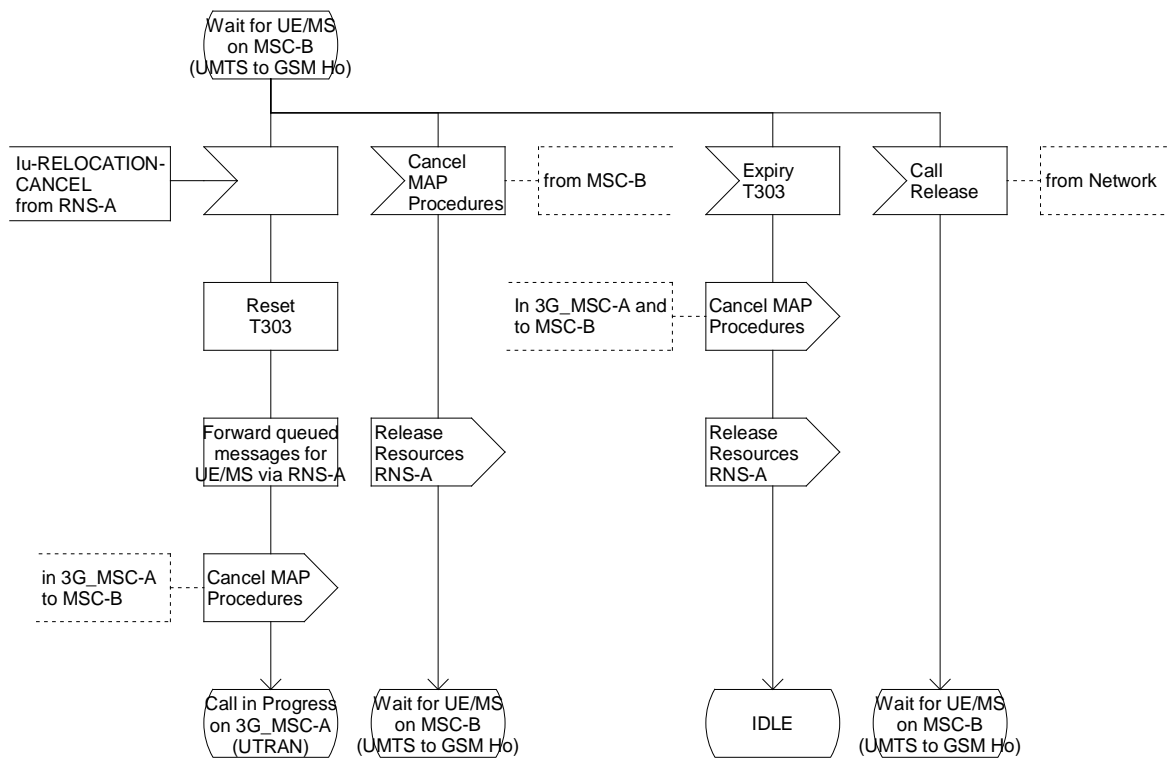 Wait for UE/MS
on MSC-B
(UMTS to GSM Ho)
Iu-RELOCATION-
CANCEL
from RNS-A
Cancel
MAP
Procedures
from MSC-B
Expiry
T303
Call
Release
from Network
Reset
T303
In 3G_MSC-A and
to MSC-B
Cancel MAP
Procedures
Forward queued
messages for
UE/MS via RNS-A
Release
Resources
RNS-A
Release
Resources
RNS-A
in 3G_MSC-A
to MSC-B
Cancel MAP
Procedures
Call in Progress
on 3G_MSC-A
(UTRAN)
Wait for UE/MS
on MSC-B
(UMTS to GSM Ho)
IDLE
Wait for UE/MS
on MSC-B
(UMTS to GSM Ho)